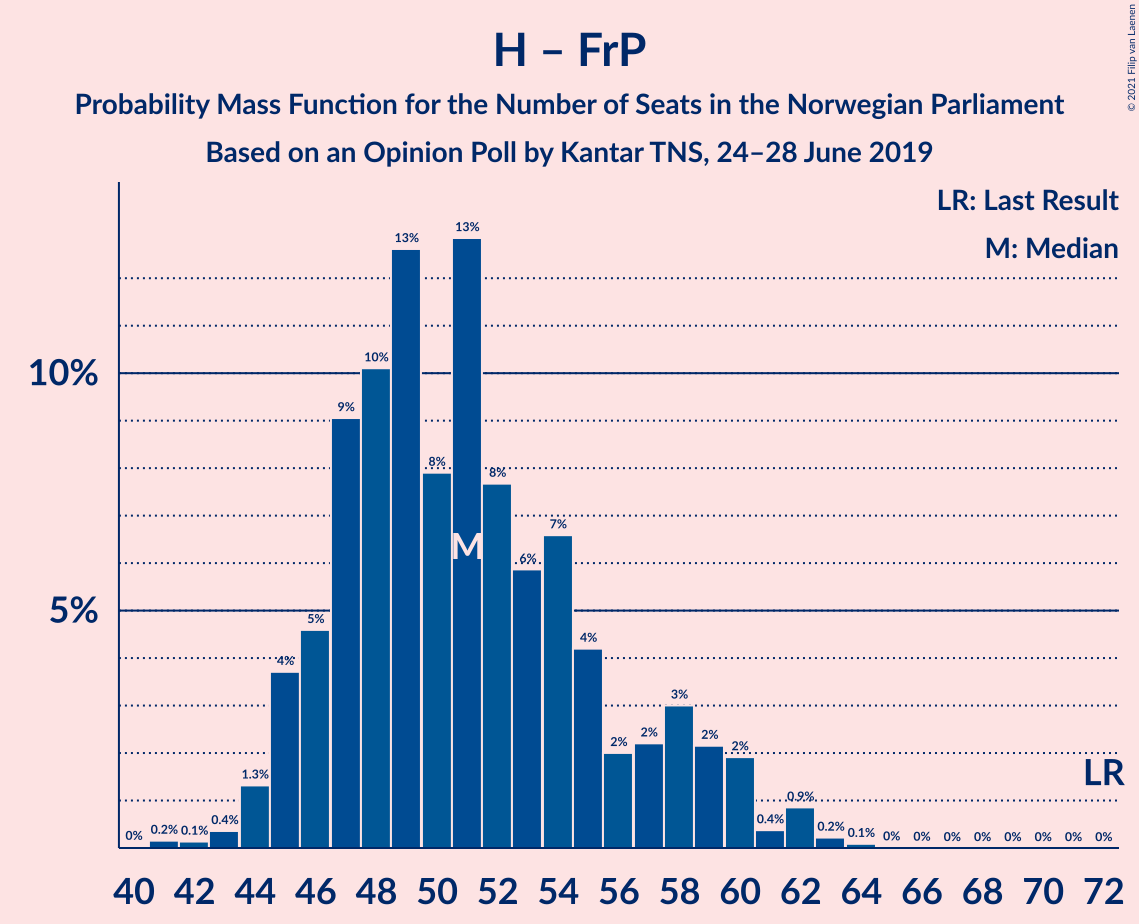 H – FrP
Probability Mass Function for the Number of Seats in the Norwegian Parliament
Based on an Opinion Poll by Kantar TNS, 24–28 June 2019
© 2021 Filip van Laenen
LR: Last Result
M: Median
10%
5%
0% 0.2% 0.1% 0.4% 1.3% 4% 5% 9% 10% 13% 8% 13% 8% 6% 7% 4% 2% 2% 3% 2% 2% 0.4% 0.9% 0.2% 0.1% 0% 0% 0% 0% 0% 0% 0% 0%
M
LR
40 42 44 46 48 50 52 54 56 58 60 62 64 66 68 70 72